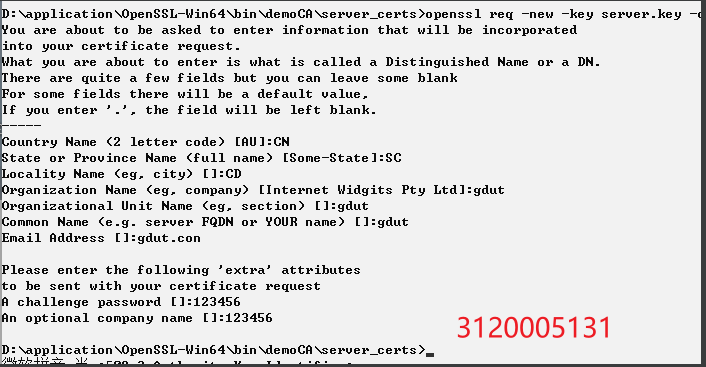 D:\application\OpenSSL-Win64\bin\demoCA\server_certs>openssl req -new -key server.key -o
You are about to be asked to enter information that will be incorporated
into your certificate request.
What you are about to enter is what is called a Distinguished Name or a DN.
There are quite a few fields but you can leave some blank
For some fields there will be a default value,
If you enter '.', the field will be left blank.
-----
Country Name (2 letter code) [AU]:CN
State or Province Name (full name) [Some-State]:SC
Locality Name (eg, city) []:CD
Organization Name (eg, company) [Internet Widgits Pty Ltd]:gdut
Organizational Unit Name (eg, section) []:gdut
Common Name (e.g. server FQDN or YOUR name) []:gdut
Email Address []:gdut.con
Please enter the following 'extra' attributes
to be sent with your certificate request
A challenge password []:123456
An optional company name []:123456
3120005131
D:\application\OpenSSL-Win64\bin\demoCA\server_certs>